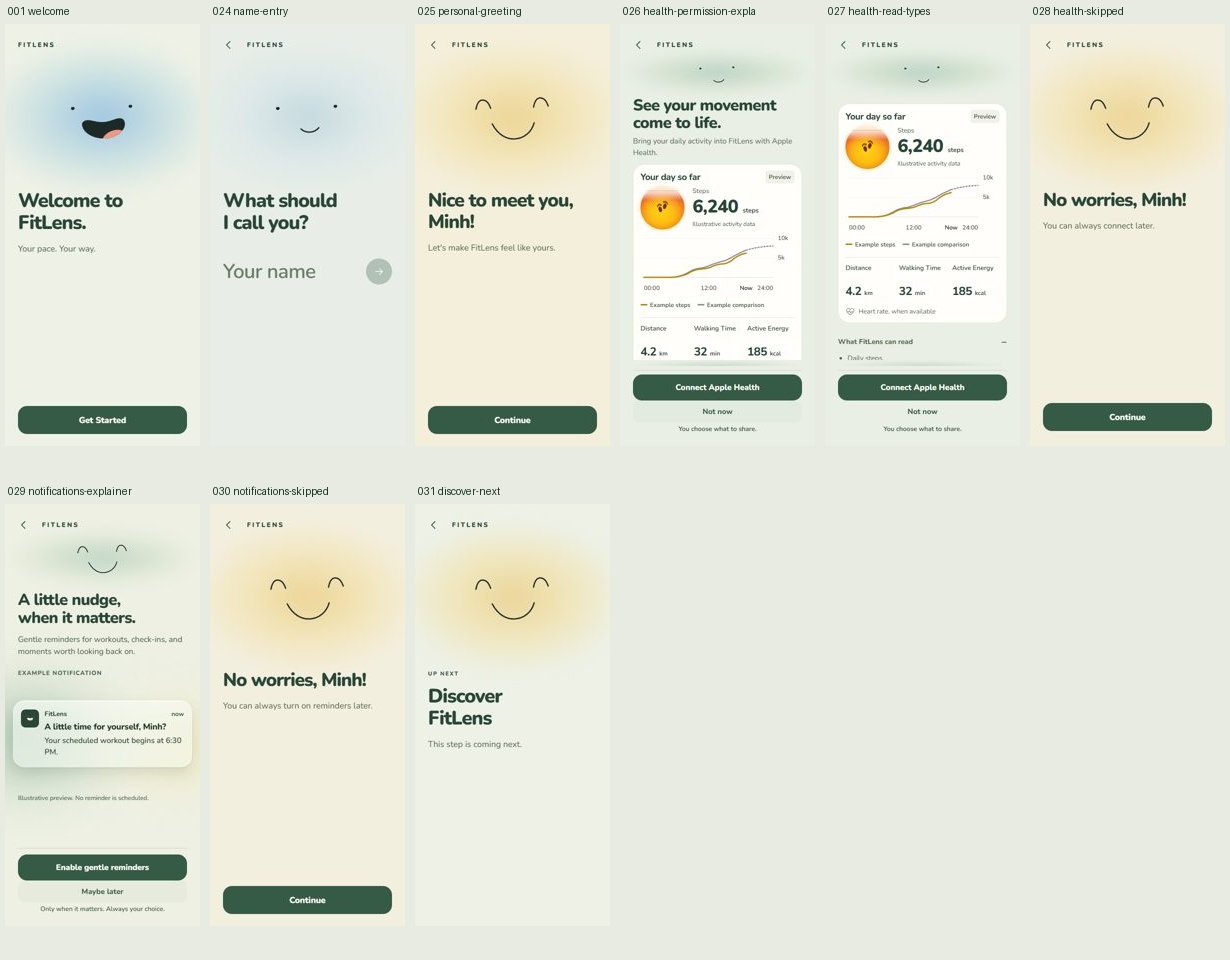 001 welcome
FITLENS
Welcome to
FitLens.
Your pace. Your way.
Get Started
024 name-entry
FITLENS
What should
I call you?
Your name
025 personal-greeting
FITLENS
Nice to meet you,
Minh!
Let's make FitLens feel like yours.
Continue
026 health-permission-expla
FITLENS
See your movement
come to life.
Bring your daily activity into FitLens with Apple
Health.
Your day so far
Preview
Steps
6,240 steps
Illustrative activity data
10k
5k
00:00 12:00 Now 24:00
Example steps Example comparison
Distance Walking Time Active Energy
4.2 km 32 min 185 kcal
Connect Apple Health
Not now
You choose what to share.
027 health-read-types
FITLENS
Your day so far
Preview
Steps
6,240 steps
Illustrative activity data
10k
5k
00:00 12:00 Now 24:00
Example steps Example comparison
Distance Walking Time Active Energy
4.2 km 32 min 185 kcal
Heart rate, when available
What FitLens can read
• Daily steps
Connect Apple Health
Not now
You choose what to share.
028 health-skipped
FITLENS
No worries, Minh!
You can always connect later.
Continue
029 notifications-explainer
FITLENS
A little nudge,
when it matters.
Gentle reminders for workouts, check-ins, and
moments worth looking back on.
EXAMPLE NOTIFICATION
FitLens
now
A little time for yourself, Minh?
Your scheduled workout begins at 6:30
PM.
Illustrative preview. No reminder is scheduled.
Enable gentle reminders
Maybe later
Only when it matters. Always your choice.
030 notifications-skipped
FITLENS
No worries, Minh!
You can always turn on reminders later.
Continue
031 discover-next
FITLENS
UP NEXT
Discover
FitLens
This step is coming next.